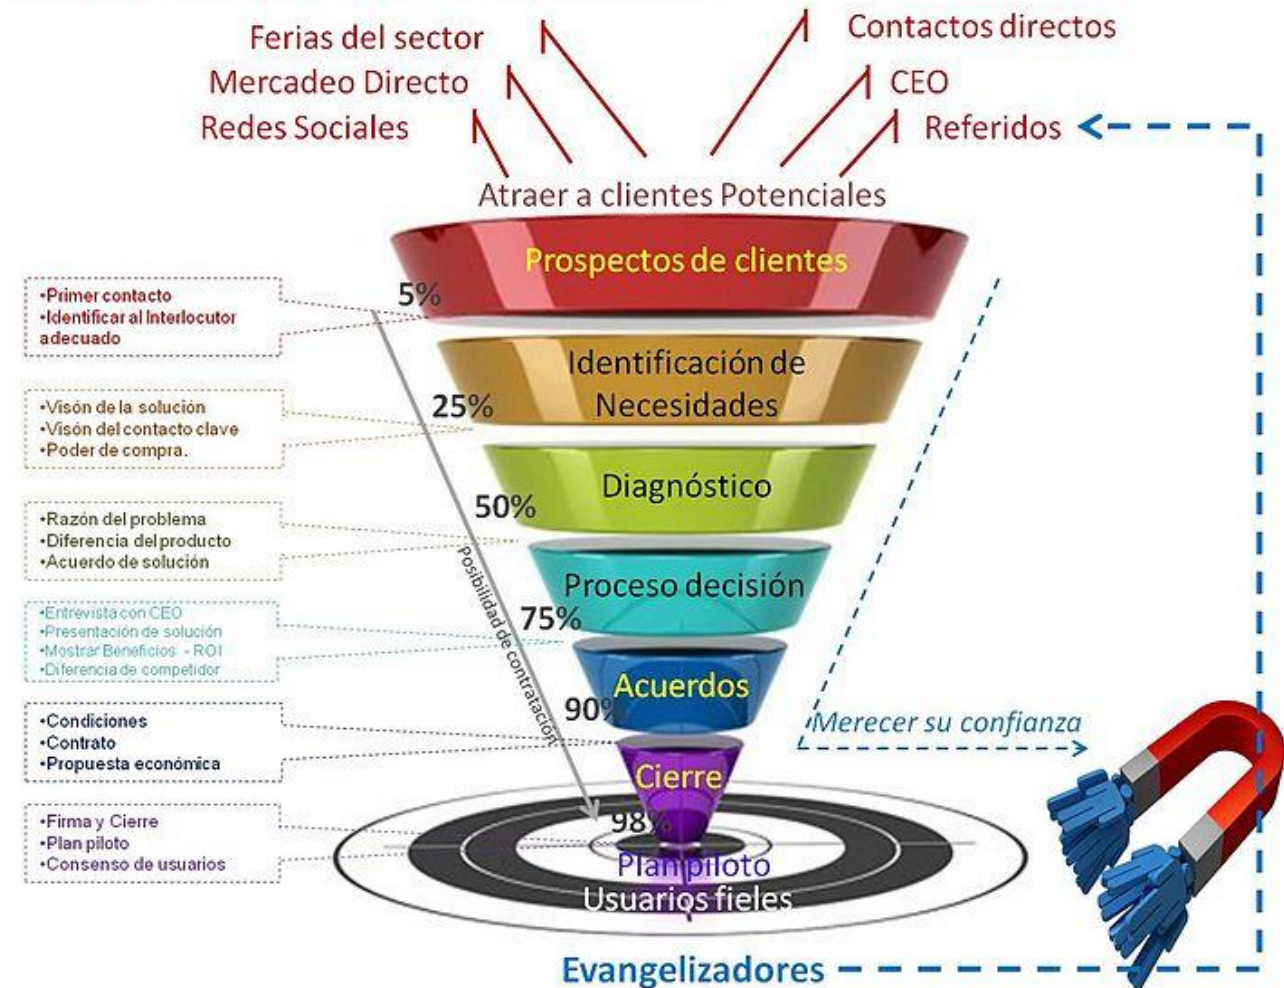 Ferias del sector
Mercadeo Directo
Redes Sociales
Contactos directos
CEO
Referidos
Atraer a clientes Potenciales
Prospectos de clientes
5%
•Primer contacto
•Identificar al Interlocutor
adecuado
Identificación de
Necesidades
25%
•Visón de la solución
•Visón del contacto clave
•Poder de compra.
Diagnóstico
50%
•Razón del problema
•Diferencia del producto
•Acuerdo de solución
Proceso decisión
75%
•Entrevista con CEO
•Presentación de solución
•Mostrar Beneficios - ROI
•Diferencia de competidor
Posibilidad de contratación
Acuerdos
90%
•Condiciones
•Contrato
•Propuesta económica
Merecer su confianza
Cierre
98%
•Firma y Cierre
•Plan piloto
•Consenso de usuarios
Plan piloto
Usuarios fieles
Evangelizadores